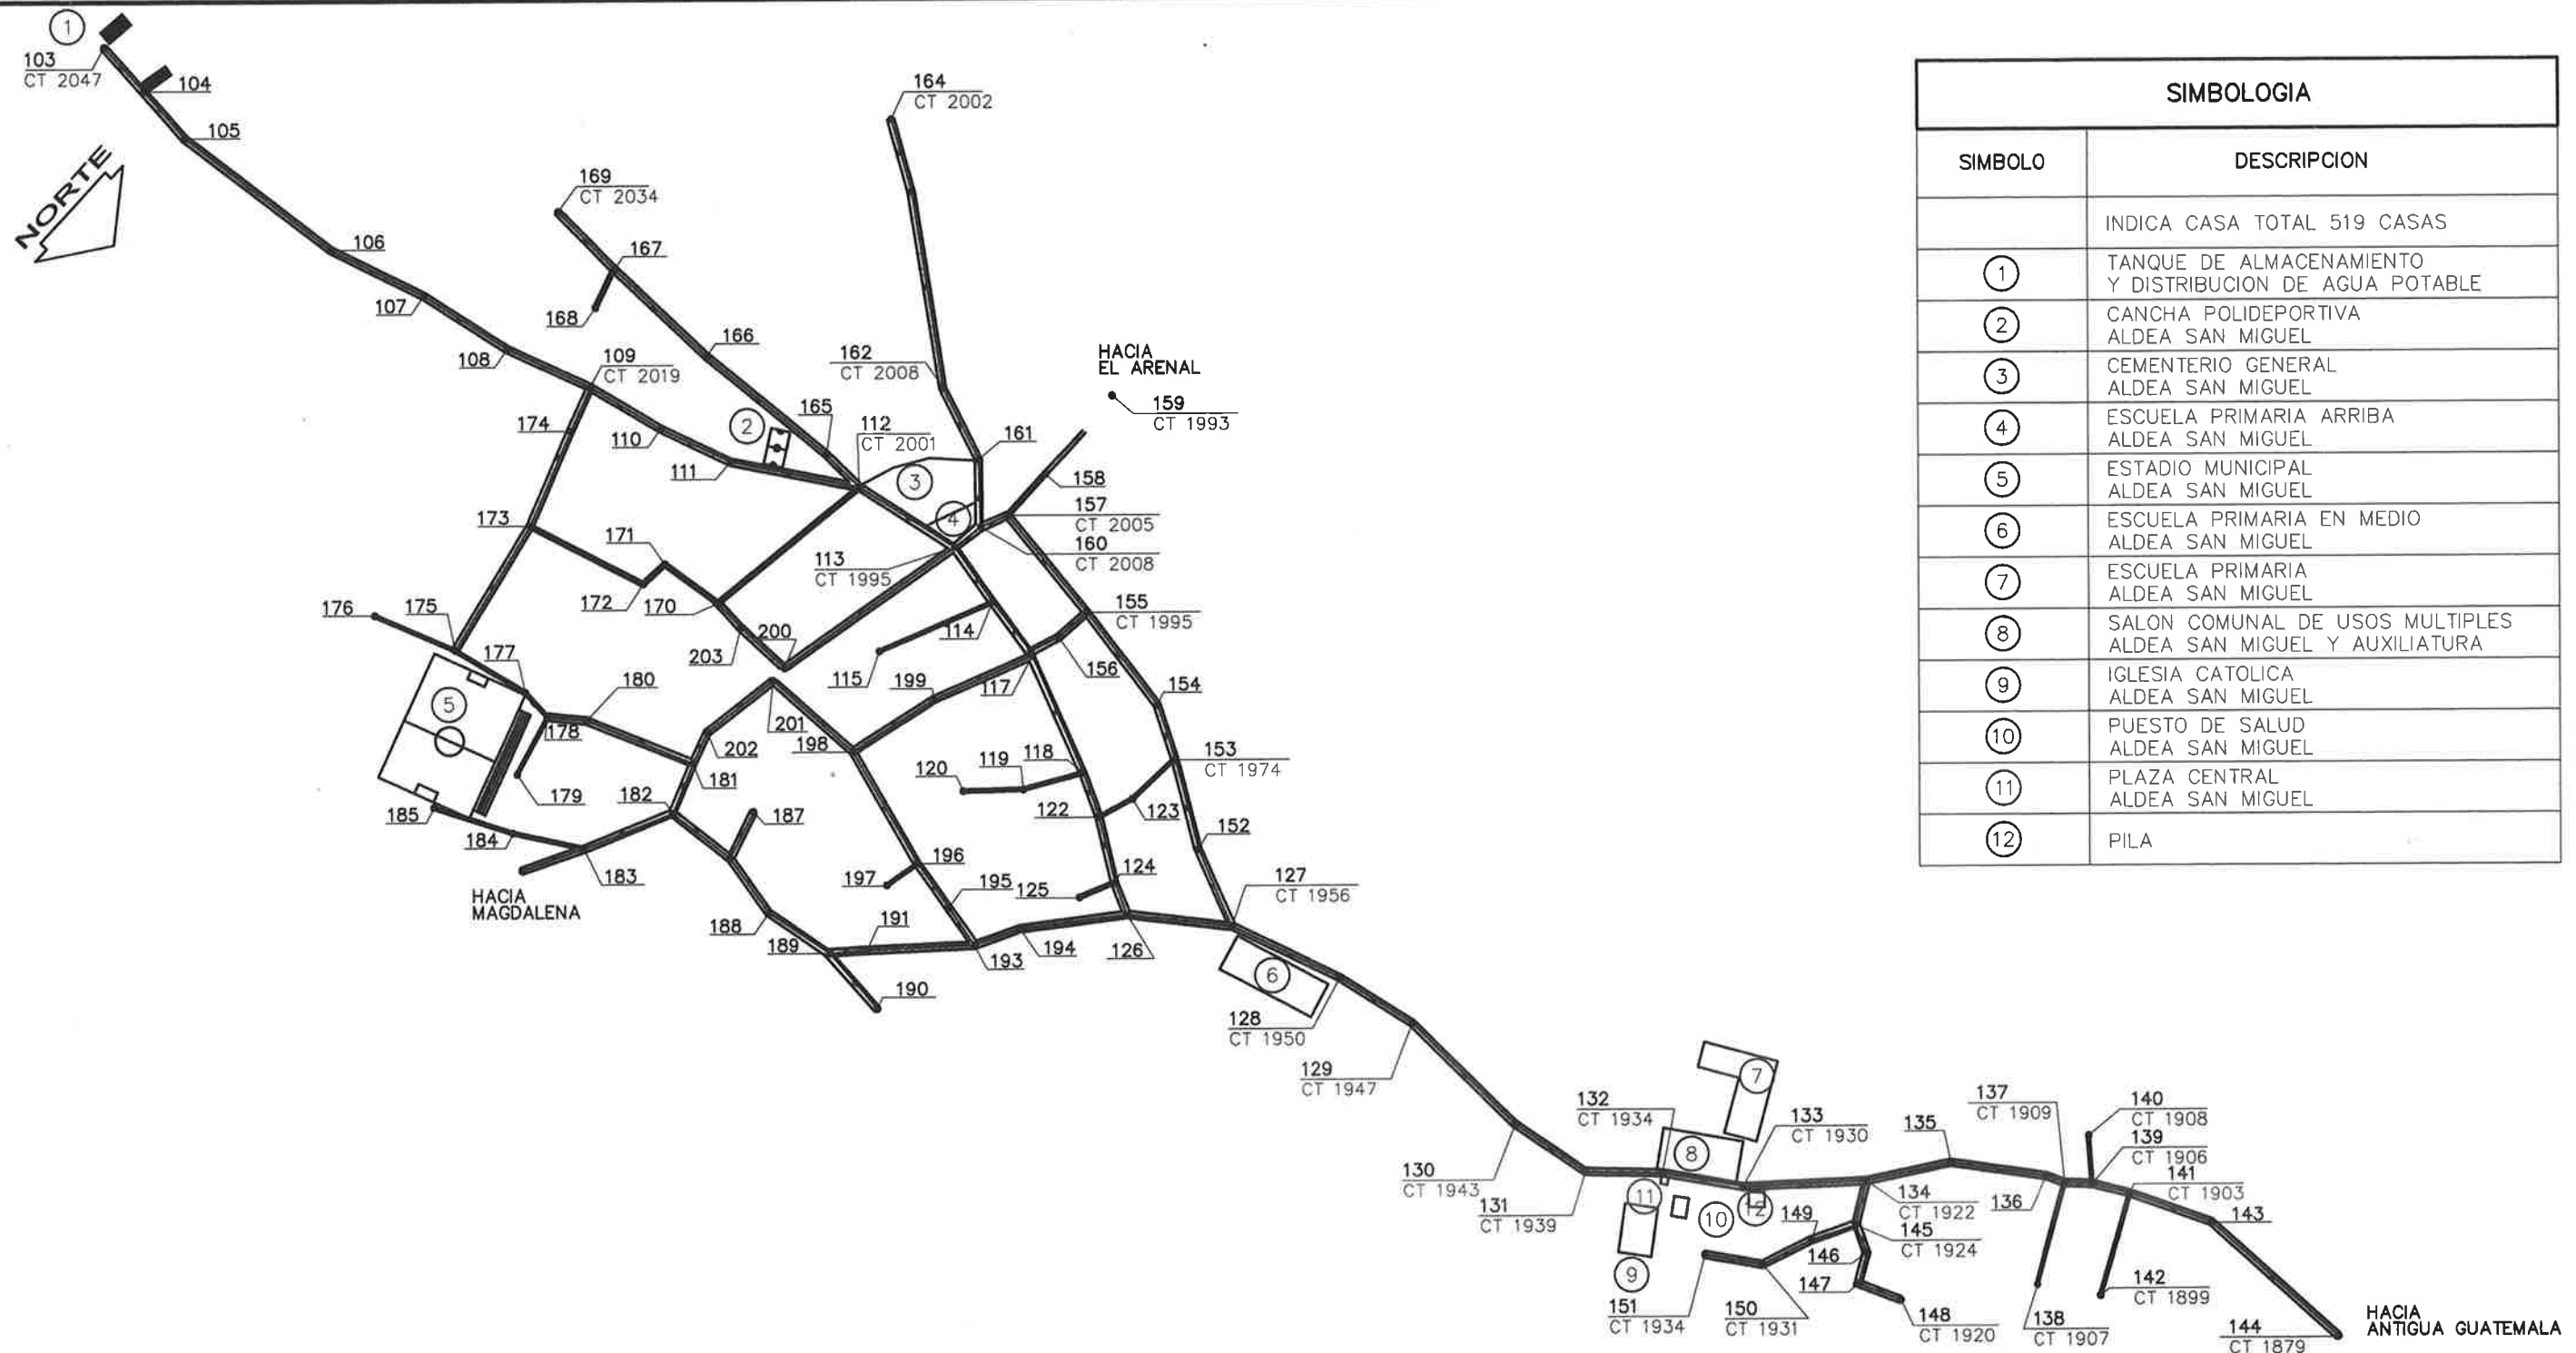 1
103
CT 2047
104
105
NORTE
106
107
108
109
CT 2019
164
CT 2002
169
CT 2034
167
168
166
162
CT 2008
HACIA
EL ARENAL
159
CT 1993
165
2
112
CT 2001
161
174
110
111
3
158
4
157
CT 2005
160
CT 2008
173
171
113
CT 1995
172
170
176
175
200
203
114
155
CT 1995
115
156
177
199
117
154
5
180
178
201
202
198
118
153
CT 1974
119
120
181
179
182
122
123
185
187
152
184
196
124
197
195
125
127
CT 1956
183
HACIA
MAGDALENA
188
191
189
193
194
126
6
190
128
CT 1950
129
CT 1947
7
132
CT 1934
133
CT 1930
135
137
CT 1909
140
CT 1908
139
CT 1906
8
130
CT 1943
141
CT 1903
11
131
CT 1939
10
12
149
134
CT 1922
136
143
145
CT 1924
146
9
147
142
CT 1899
151
CT 1934
150
CT 1931
148
CT 1920
138
CT 1907
144
CT 1879
HACIA
ANTIGUA GUATEMALA
SIMBOLOGIA
SIMBOLO DESCRIPCION
INDICA CASA TOTAL 519 CASAS
1 TANQUE DE ALMACENAMIENTO
Y DISTRIBUCION DE AGUA POTABLE
2 CANCHA POLIDEPORTIVA
ALDEA SAN MIGUEL
3 CEMENTERIO GENERAL
ALDEA SAN MIGUEL
4 ESCUELA PRIMARIA ARRIBA
ALDEA SAN MIGUEL
5 ESTADIO MUNICIPAL
ALDEA SAN MIGUEL
6 ESCUELA PRIMARIA EN MEDIO
ALDEA SAN MIGUEL
7 ESCUELA PRIMARIA
ALDEA SAN MIGUEL
8 SALON COMUNAL DE USOS MULTIPLES
ALDEA SAN MIGUEL Y AUXILIATURA
9 IGLESIA CATOLICA
ALDEA SAN MIGUEL
10 PUESTO DE SALUD
ALDEA SAN MIGUEL
11 PLAZA CENTRAL
ALDEA SAN MIGUEL
12 PILA